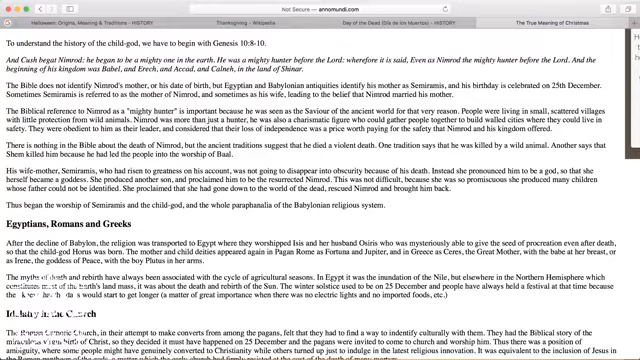 Not Secure — annomundi.com
Halloween: Origins, Meaning & Traditions - HISTORY
Thanksgiving - Wikipedia
Day of the Dead (Día de los Muertos) - HISTORY
The True Meaning of Christmas
To understand the history of the child-god, we have to begin with Genesis 10:8-10.
And Cush begat Nimrod: he began to be a mighty one in the earth. He was a mighty hunter before the Lord: wherefore it is said, Even as Nimrod the mighty hunter before the Lord. And the
beginning of his kingdom was Babel, and Erech, and Accad, and Calneh, in the land of Shinar.
The Bible does not identify Nimrod's mother, or his date of birth, but Egyptian and Babylonian antiquities identify his mother as Semiramis, and his birthday is celebrated on 25th December.
Sometimes Semiramis is referred to as the mother of Nimrod, and sometimes as his wife, leading to the belief that Nimrod married his mother.
The Biblical reference to Nimrod as a "mighty hunter" is important because he was seen as the Saviour of the ancient world for that very reason. People were living in small, scattered villages
with little protection from wild animals. Nimrod was more than just a hunter, he was also a charismatic figure who could gather people together to build walled cities where they could live in
safety. They were obedient to him as their leader, and considered that their loss of independence was a price worth paying for the safety that Nimrod and his kingdom offered.
There is nothing in the Bible about the death of Nimrod, but the ancient traditions suggest that he died a violent death. One tradition says that he was killed by a wild animal. Another says that
Shem killed him because he had led the people into the worship of Baal.
His wife-mother, Semiramis, who had risen to greatness on his account, was not going to disappear into obscurity because of his death. Instead she pronounced him to be a god, so that she
herself became a goddess. She produced another son, and proclaimed him to be the resurrected Nimrod. This was not difficult, because she was so promiscuous she produced many children
whose father could not be identified. She proclaimed that she had gone down to the world of the dead, rescued Nimrod and brought him back.
Thus began the worship of Semiramis and the child-god, and the whole paraphanalia of the Babylonian religious system.
Egyptians, Romans and Greeks
After the decline of Babylon, the religion was transported to Egypt where they worshipped Isis and her husband Osiris who was mysteriously able to give the seed of procreation even after death,
so that the child-god Horus was born. The mother and child deities appeared again in Pagan Rome as Fortuna and Jupiter, and in Greece as Ceres, the Great Mother, with the babe at her breast, or
as Irene, the goddess of Peace, with the boy Plutus in her arms.
The myths of death and rebirth have always been associated with the cycle of agricultural seasons. In Egypt it was the inundation of the Nile, but elsewhere in the Northern Hemisphere which
constitutes most of the earth's land mass, it was about the death and rebirth of the Sun. The winter solstice used to be on 25 December and people have always held a festival at that time because
the days would start to get longer (a matter of great importance when there was no electric lights and no imported foods, etc.)
Idolatry in the Church
The Roman Catholic Church, in their attempt to make converts from among the pagans, felt that they had to find a way to indentify culturally with them. They had the Biblical story of the
miraculous virgin birth of Christ, so they decided it must have happened on 25 December and the pagans were invited to come to church and worship him. Thus there was a position of
ambiguity, where some people might have genuinely converted to Christianity while others turned up just to indulge in the latest religious innovation. It was equivalent to the inclusion of Jesus in